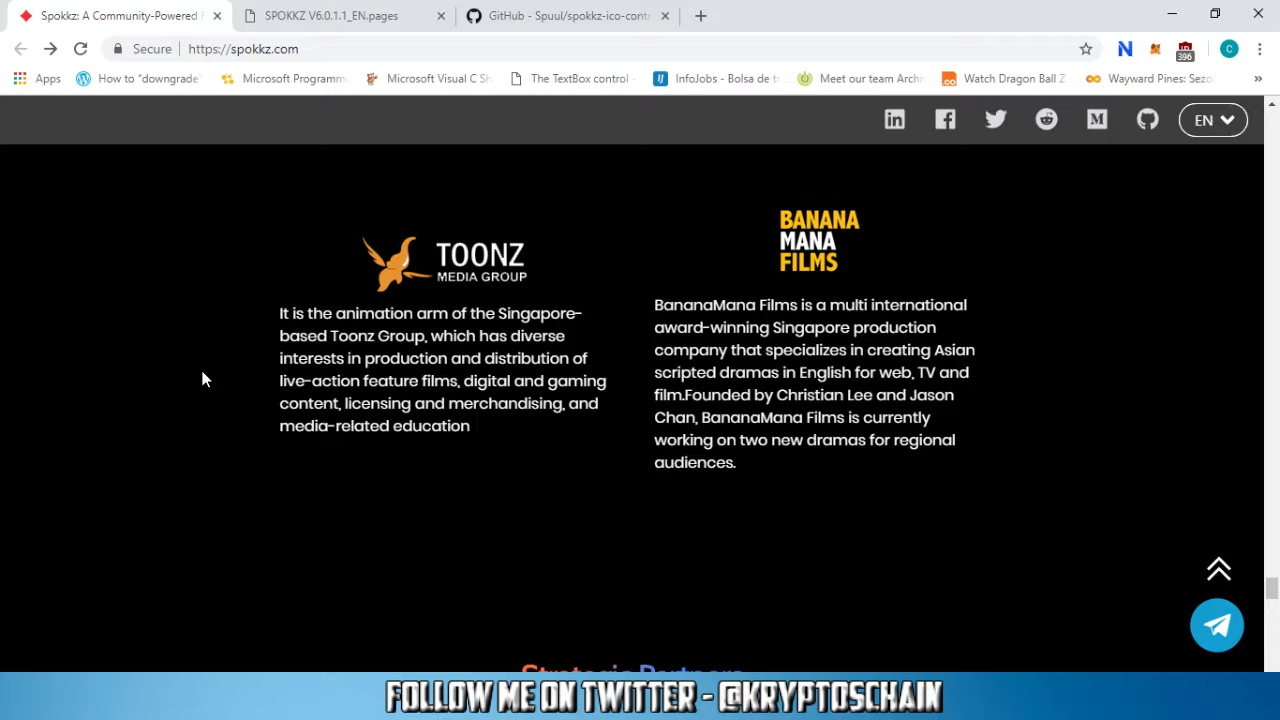 Spokkz: A Community-Powered F
SPOKKZ V6.0.1.1_EN.pages
GitHub - Spuul/spokkz-ico-contr
Secure
https://spokkz.com
396
C
Apps
How to "downgrade"
Microsoft Programm
Microsoft Visual C Sh
The TextBox control -
InfoJobs - Bolsa de t
Meet our team Archi
Watch Dragon Ball Z
Wayward Pines: Sezo
EN
TOONZ
MEDIA GROUP
It is the animation arm of the Singapore-
based Toonz Group, which has diverse
interests in production and distribution of
live-action feature films, digital and gaming
content, licensing and merchandising, and
media-related education
BANANA
MANA
FILMS
BananaMana Films is a multi international
award-winning Singapore production
company that specializes in creating Asian
scripted dramas in English for web, TV and
film.Founded by Christian Lee and Jason
Chan, BananaMana Films is currently
working on two new dramas for regional
audiences.
Strategic Partners
FOLLOW ME ON TWITTER - @KRYPTOSCHAIN